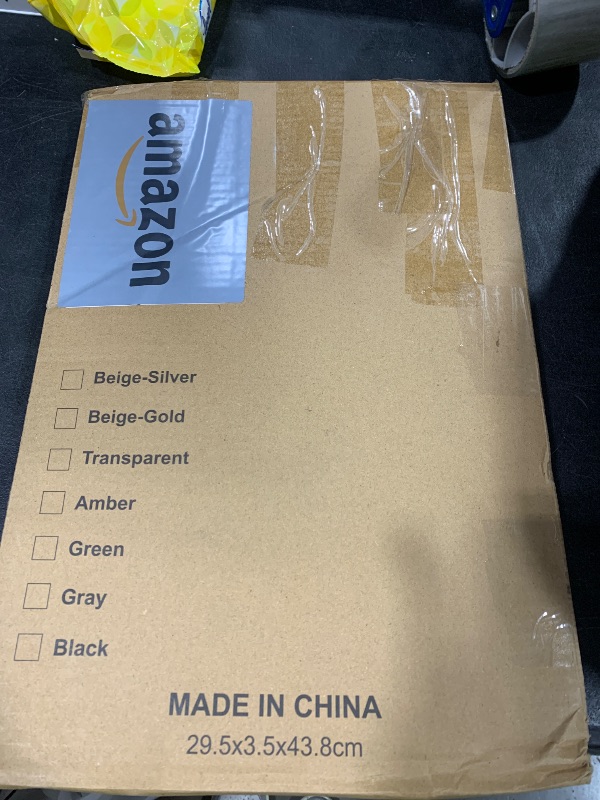 amazon
Beige-Silver
Beige-Gold
Transparent
Amber
Green
Gray
Black
MADE IN CHINA
29.5x3.5x43.8cm